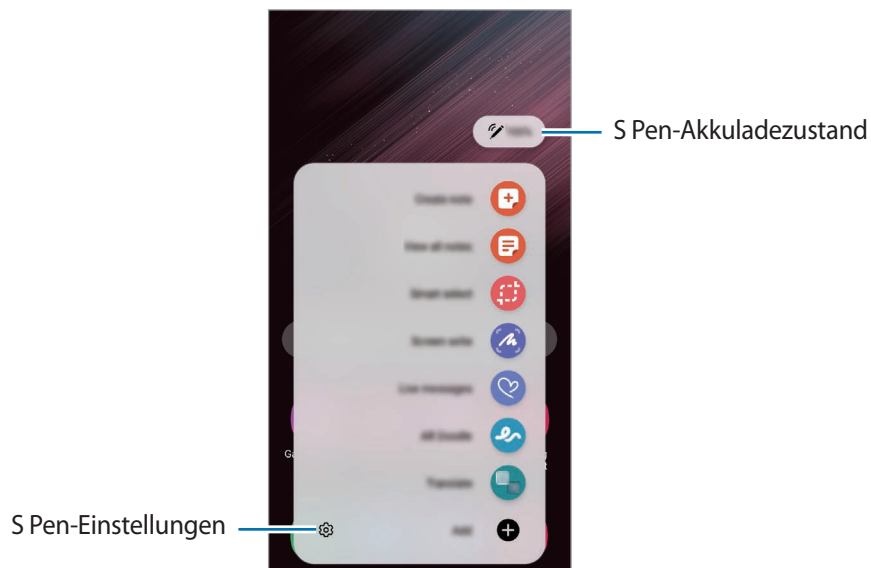 S Pen-Akkuladezustand
Create note
View all notes
Smart select
Screen write
Live messages
AR Doodle
Translate
S Pen-Einstellungen
Add